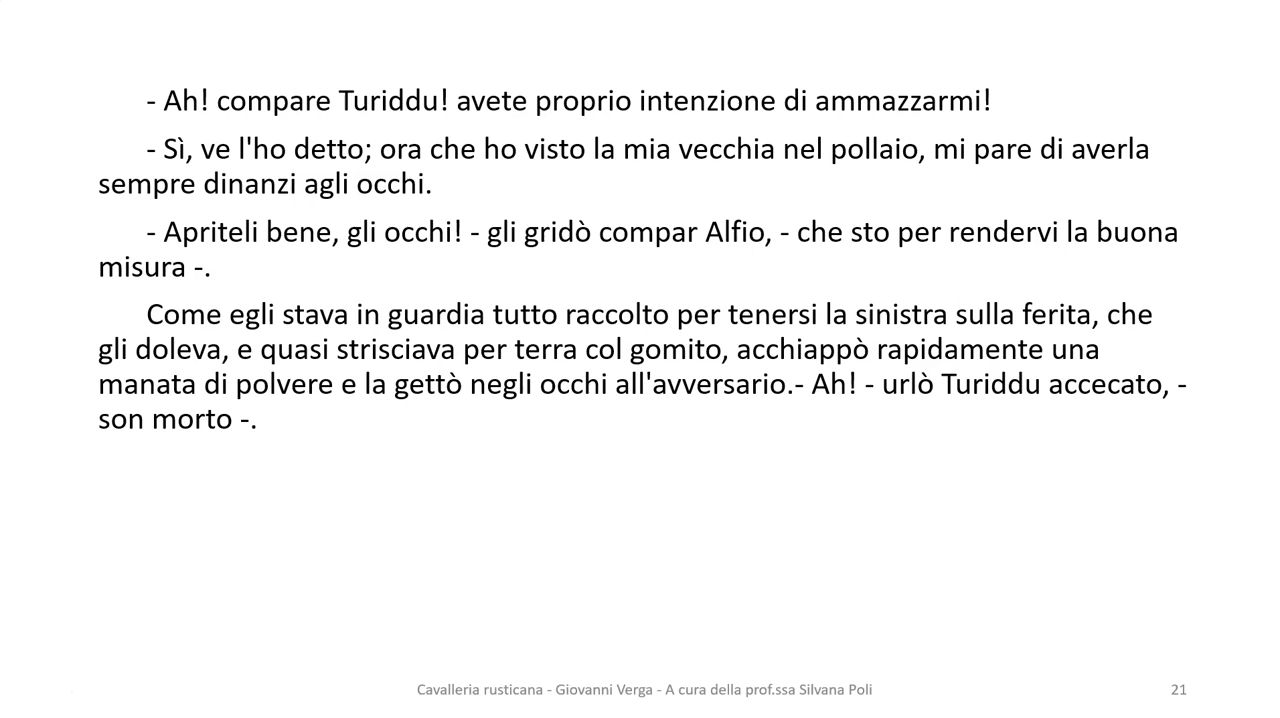 - Ah! compare Turiddu! avete proprio intenzione di ammazzarmi!
- Sì, ve l'ho detto; ora che ho visto la mia vecchia nel pollaio, mi pare di averla
sempre dinanzi agli occhi.
- Apriteli bene, gli occhi! - gli gridò compar Alfio, - che sto per rendervi la buona
misura -.
Come egli stava in guardia tutto raccolto per tenersi la sinistra sulla ferita, che
gli doleva, e quasi strisciava per terra col gomito, acchiappò rapidamente una
manata di polvere e la gettò negli occhi all'avversario.- Ah! - urlò Turiddu accecato, -
son morto -.
Cavalleria rusticana - Giovanni Verga - A cura della prof.ssa Silvana Poli
21